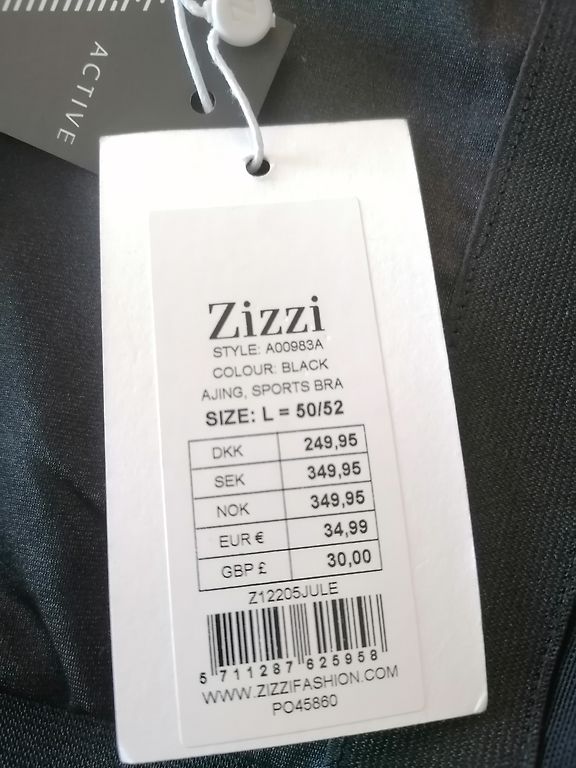 ACTIVE
Zizzi
STYLE: A00983A
COLOUR: BLACK
AJING, SPORTS BRA
SIZE: L = 50/52
DKK 249,95
SEK 349,95
NOK 349,95
EUR € 34,99
GBP £ 30,00
Z12205JULE
5 711287 625958
WWW.ZIZZIFASHION.COM
PO45860